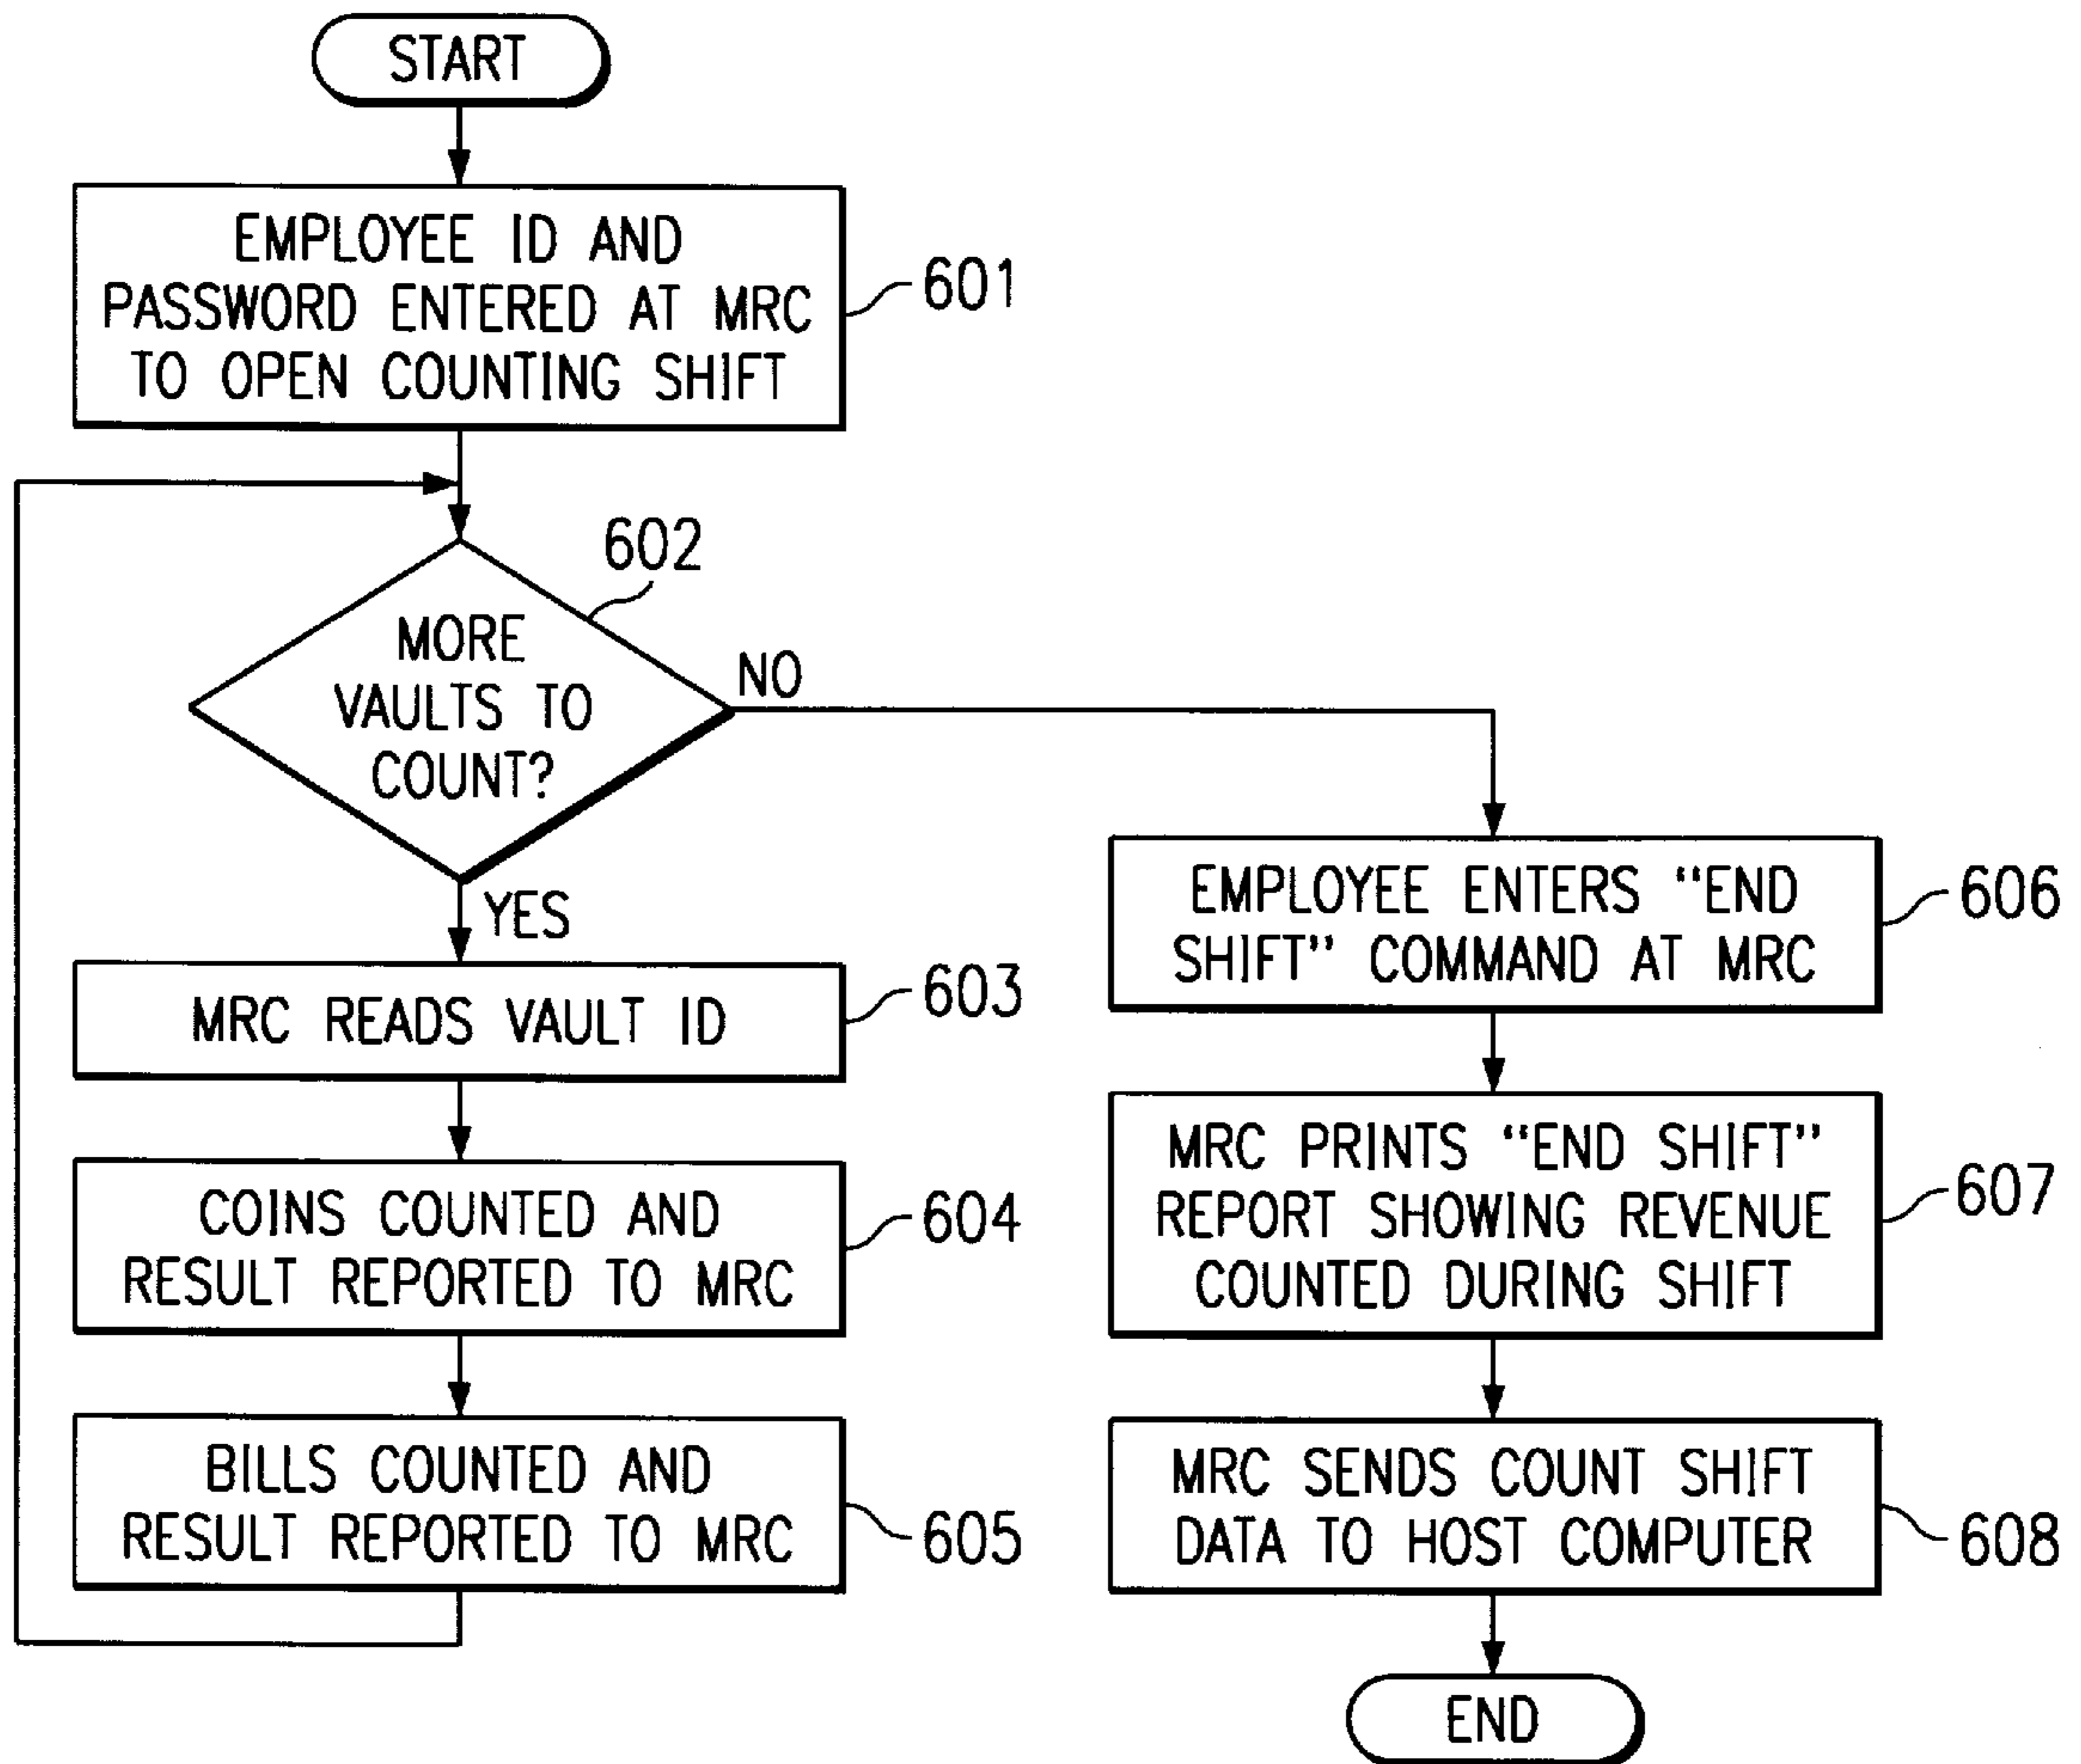 START
EMPLOYEE ID AND
PASSWORD ENTERED AT MRC
TO OPEN COUNTING SHIFT
601
602
MORE
VAULTS TO
COUNT?
NO
YES
MRC READS VAULT ID
603
COINS COUNTED AND
RESULT REPORTED TO MRC
604
BILLS COUNTED AND
RESULT REPORTED TO MRC
605
EMPLOYEE ENTERS "END
SHIFT" COMMAND AT MRC
606
MRC PRINTS "END SHIFT"
REPORT SHOWING REVENUE
COUNTED DURING SHIFT
607
MRC SENDS COUNT SHIFT
DATA TO HOST COMPUTER
608
END